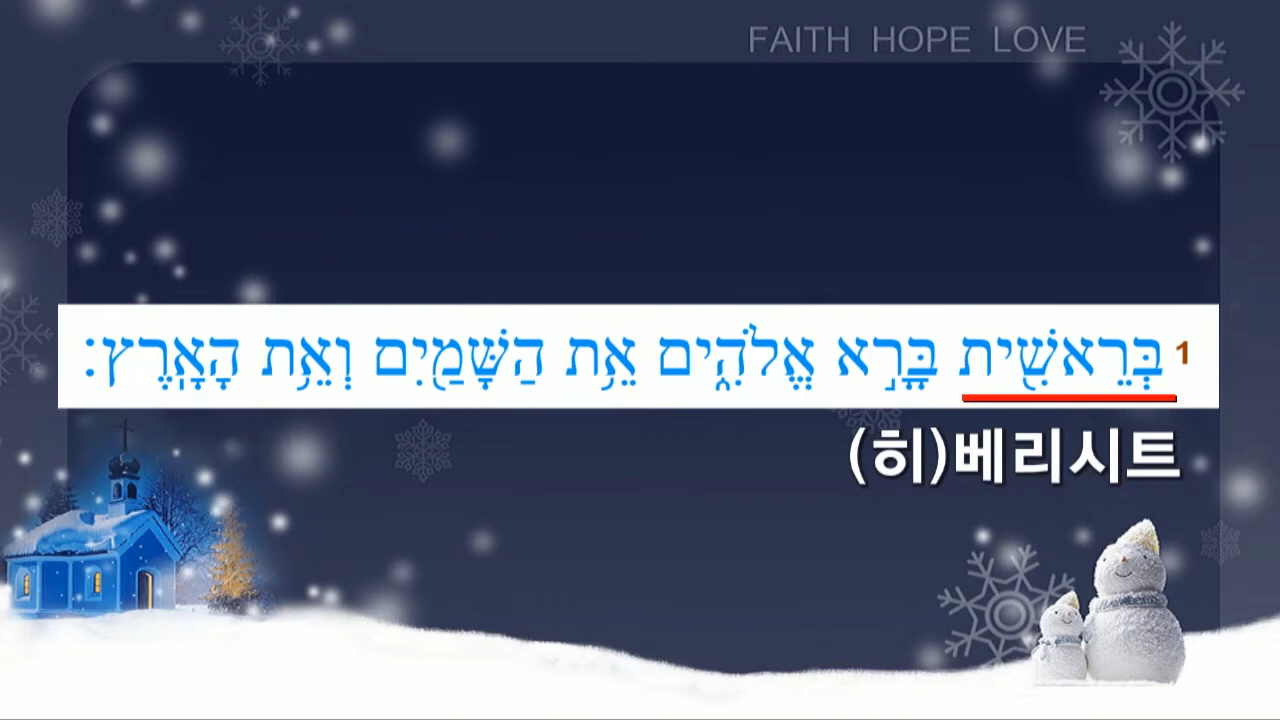 FAITH HOPE LOVE
1 בְּרֵאשִׁ֖ית בָּרָ֣א אֱלֹהִ֑ים אֵ֥ת הַשָּׁמַ֖יִם וְאֵ֥ת הָאָֽרֶץ׃
(히)베리시트